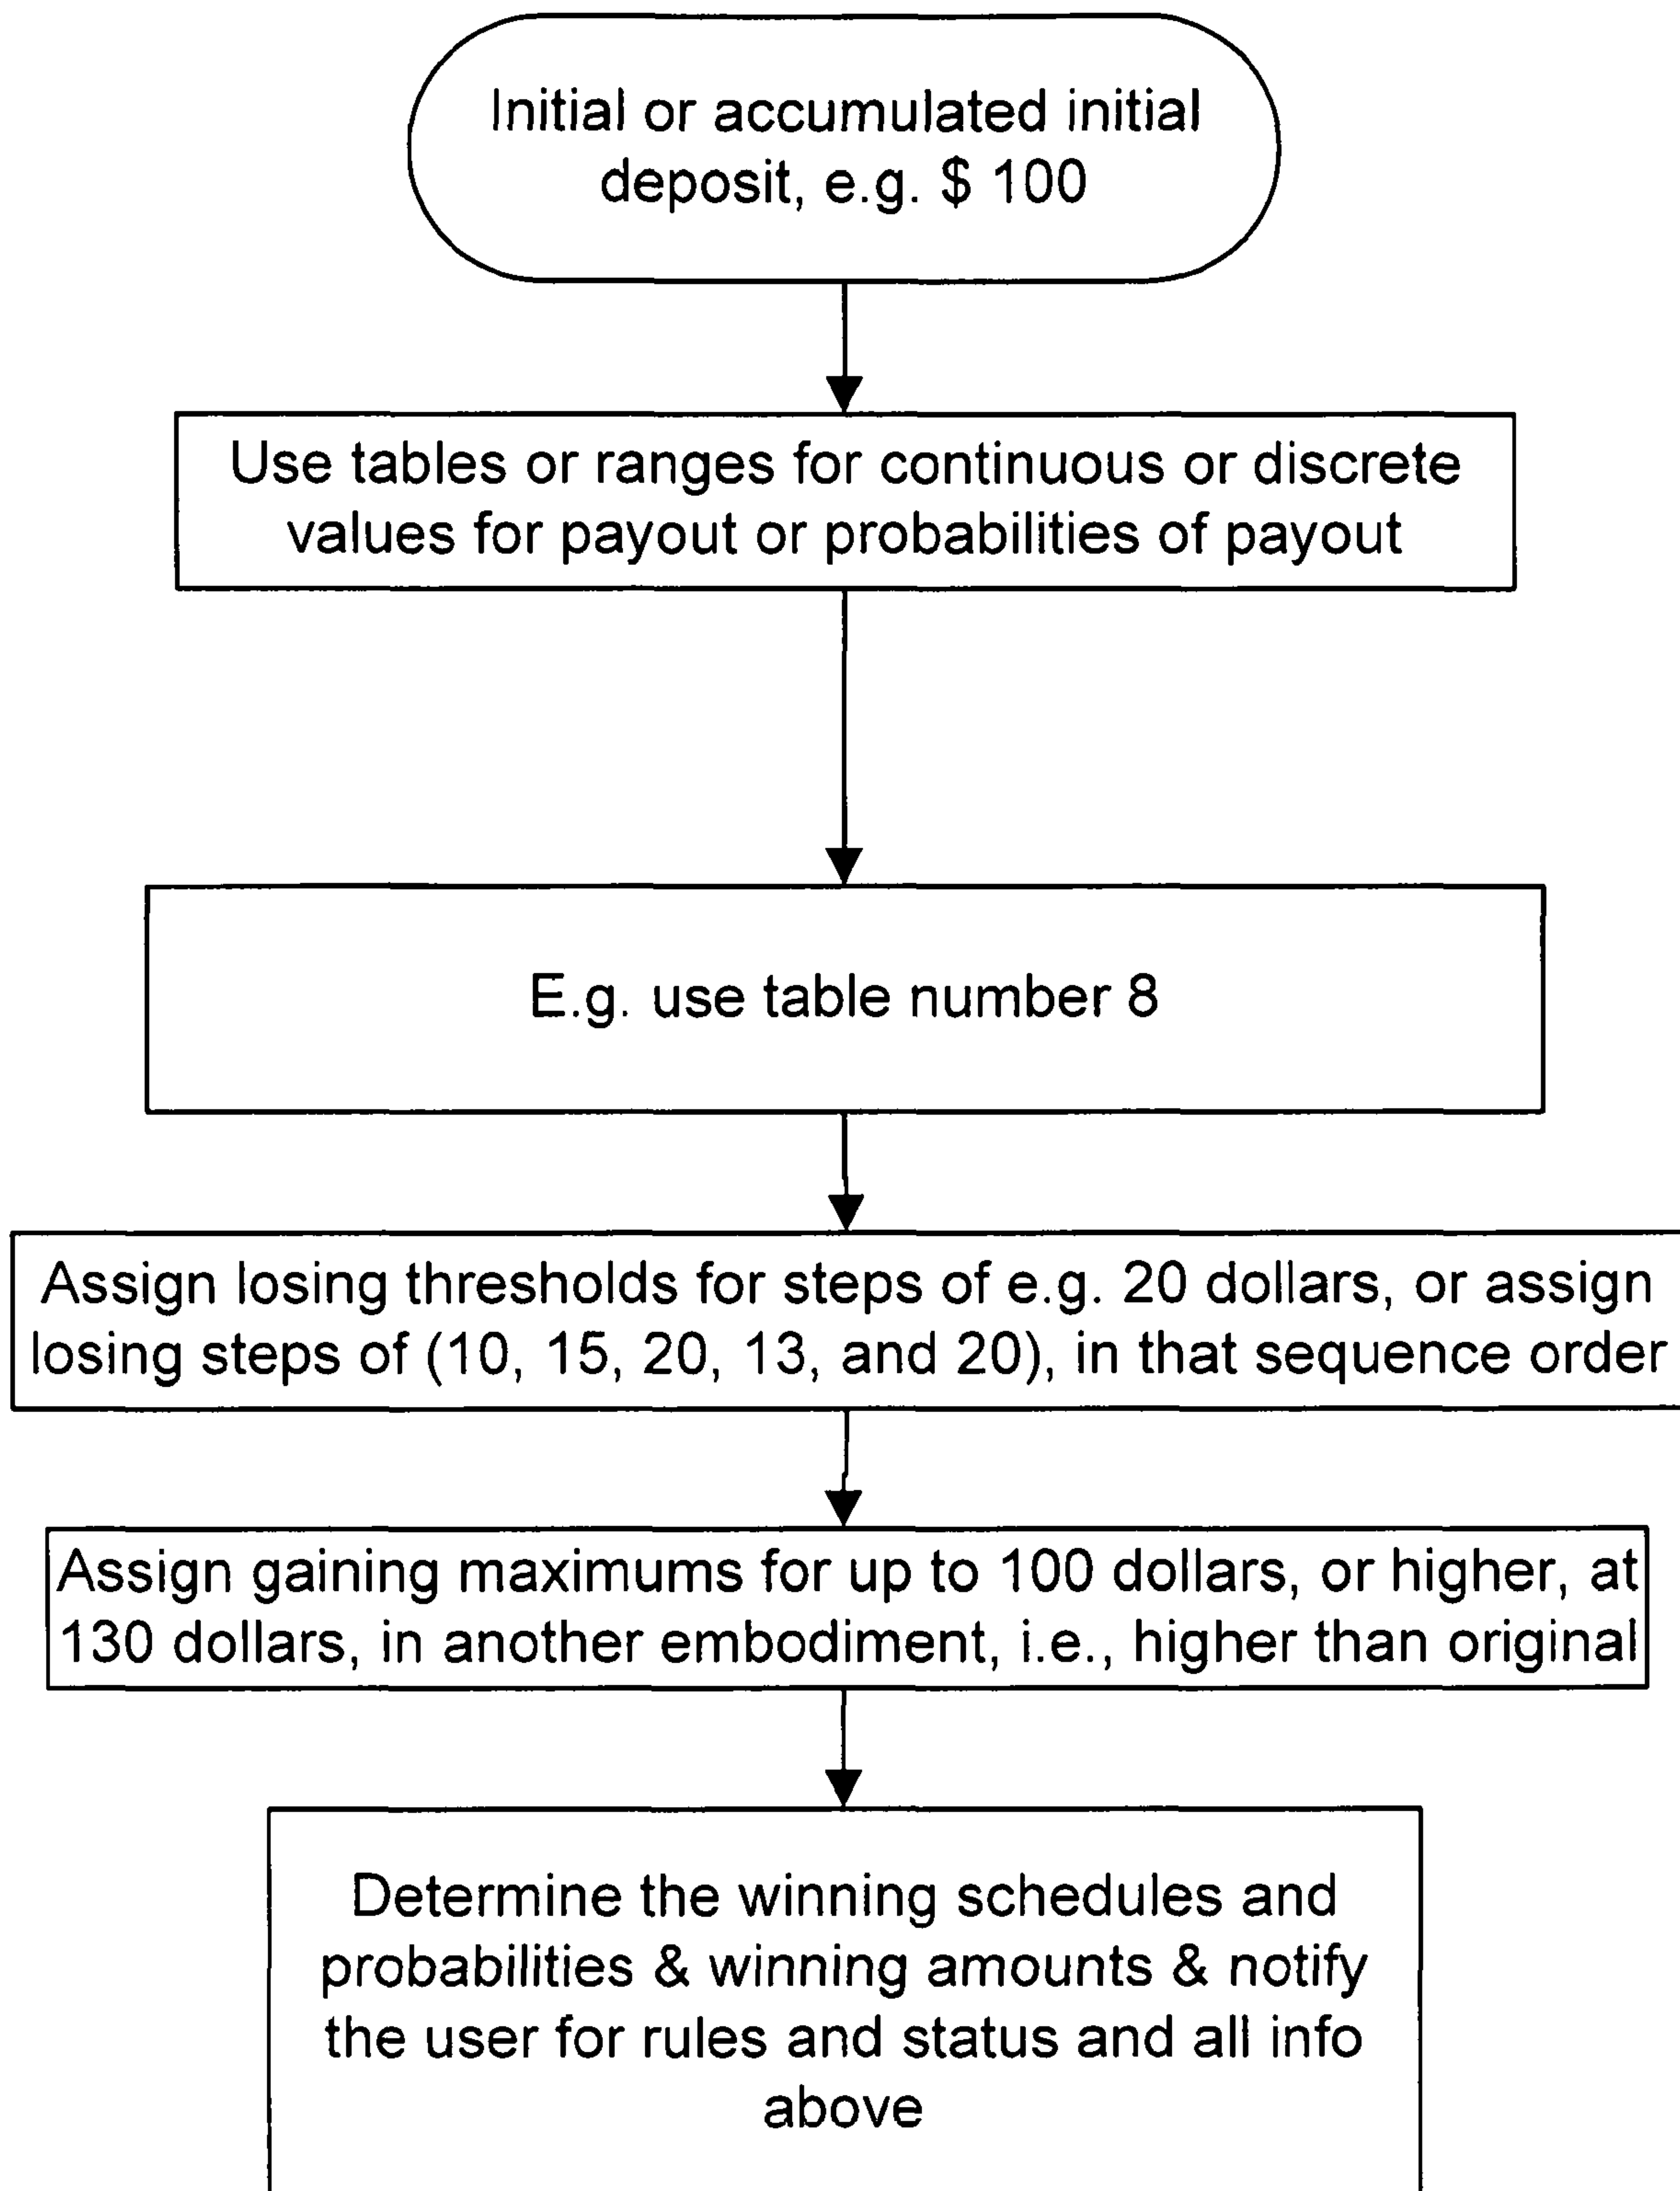 Initial or accumulated initial
deposit, e.g. $ 100
Use tables or ranges for continuous or discrete
values for payout or probabilities of payout
E.g. use table number 8
Assign losing thresholds for steps of e.g. 20 dollars, or assign
losing steps of (10, 15, 20, 13, and 20), in that sequence order
Assign gaining maximums for up to 100 dollars, or higher, at
130 dollars, in another embodiment, i.e., higher than original
Determine the winning schedules and
probabilities & winning amounts & notify
the user for rules and status and all info
above